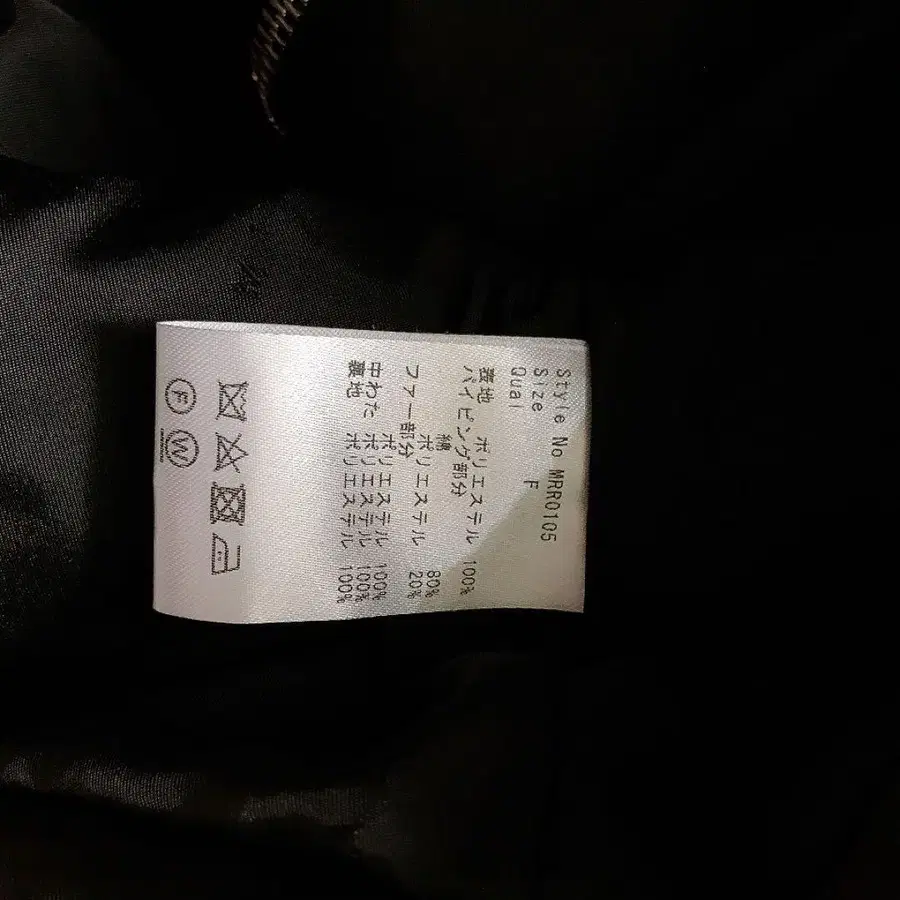 Style No MRR0105
Size F
Qual
表地 ポリエステル 100%
パイピング部分
綿 80%
ポリエステル 20%
ファー部分
ポリエステル 100%
中わた ポリエステル 100%
裏地 ポリエステル 100%
F W